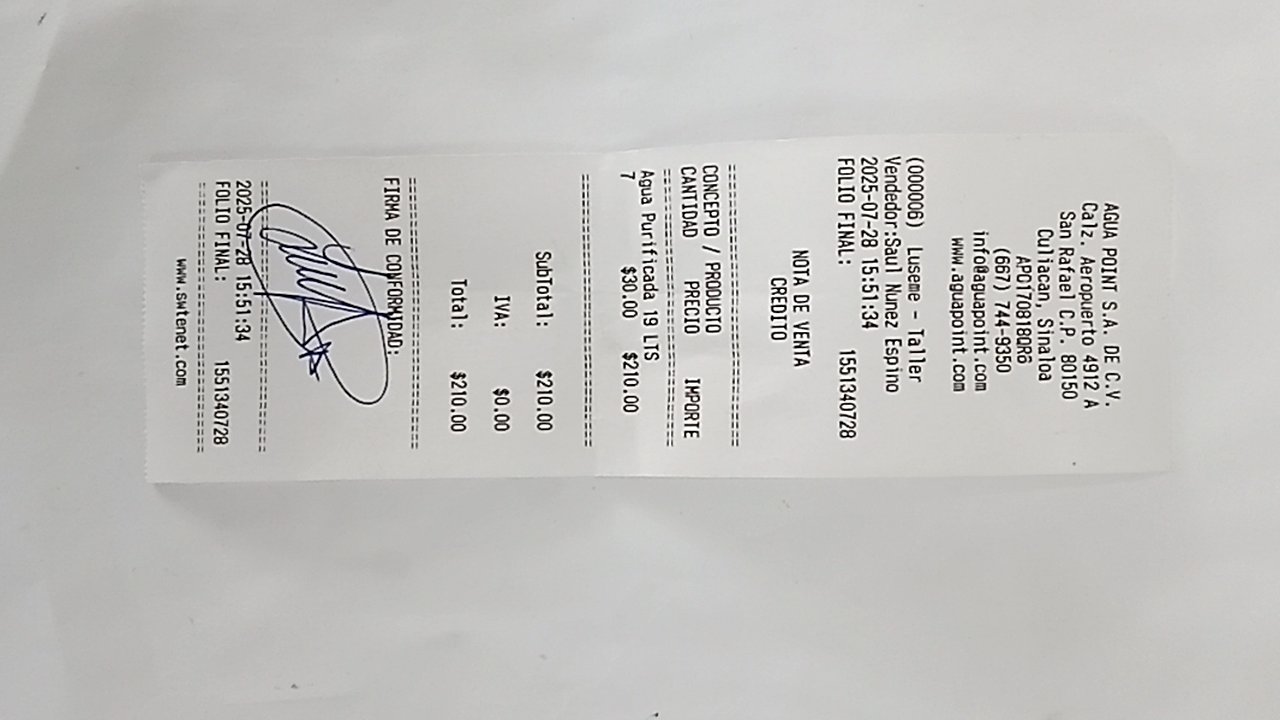 AGUA POINT S.A. DE C.V.
Calz. Aeropuerto 4912 A
San Rafael C.P. 80150
Culiacan, Sinaloa
APO170818QR6
(667) 744-9350
info@aguapoint.com
www.aguapoint.com
(000006) Luseme - Taller
Vendedor:Saul Nunez Espino
2025-07-28 15:51:34
FOLIO FINAL: 1551340728
NOTA DE VENTA
CREDITO
===========================
CONCEPTO / PRODUCTO
CANTIDAD PRECIO IMPORTE
===========================
Agua Purificada 19 LTS
7 $30.00 $210.00
===========================
SubTotal: $210.00
IVA: $0.00
Total: $210.00
===========================
FIRMA DE CONFORMIDAD:
===========================
2025-07-28 15:51:34
FOLIO FINAL: 1551340728
===========================
www.swtenet.com